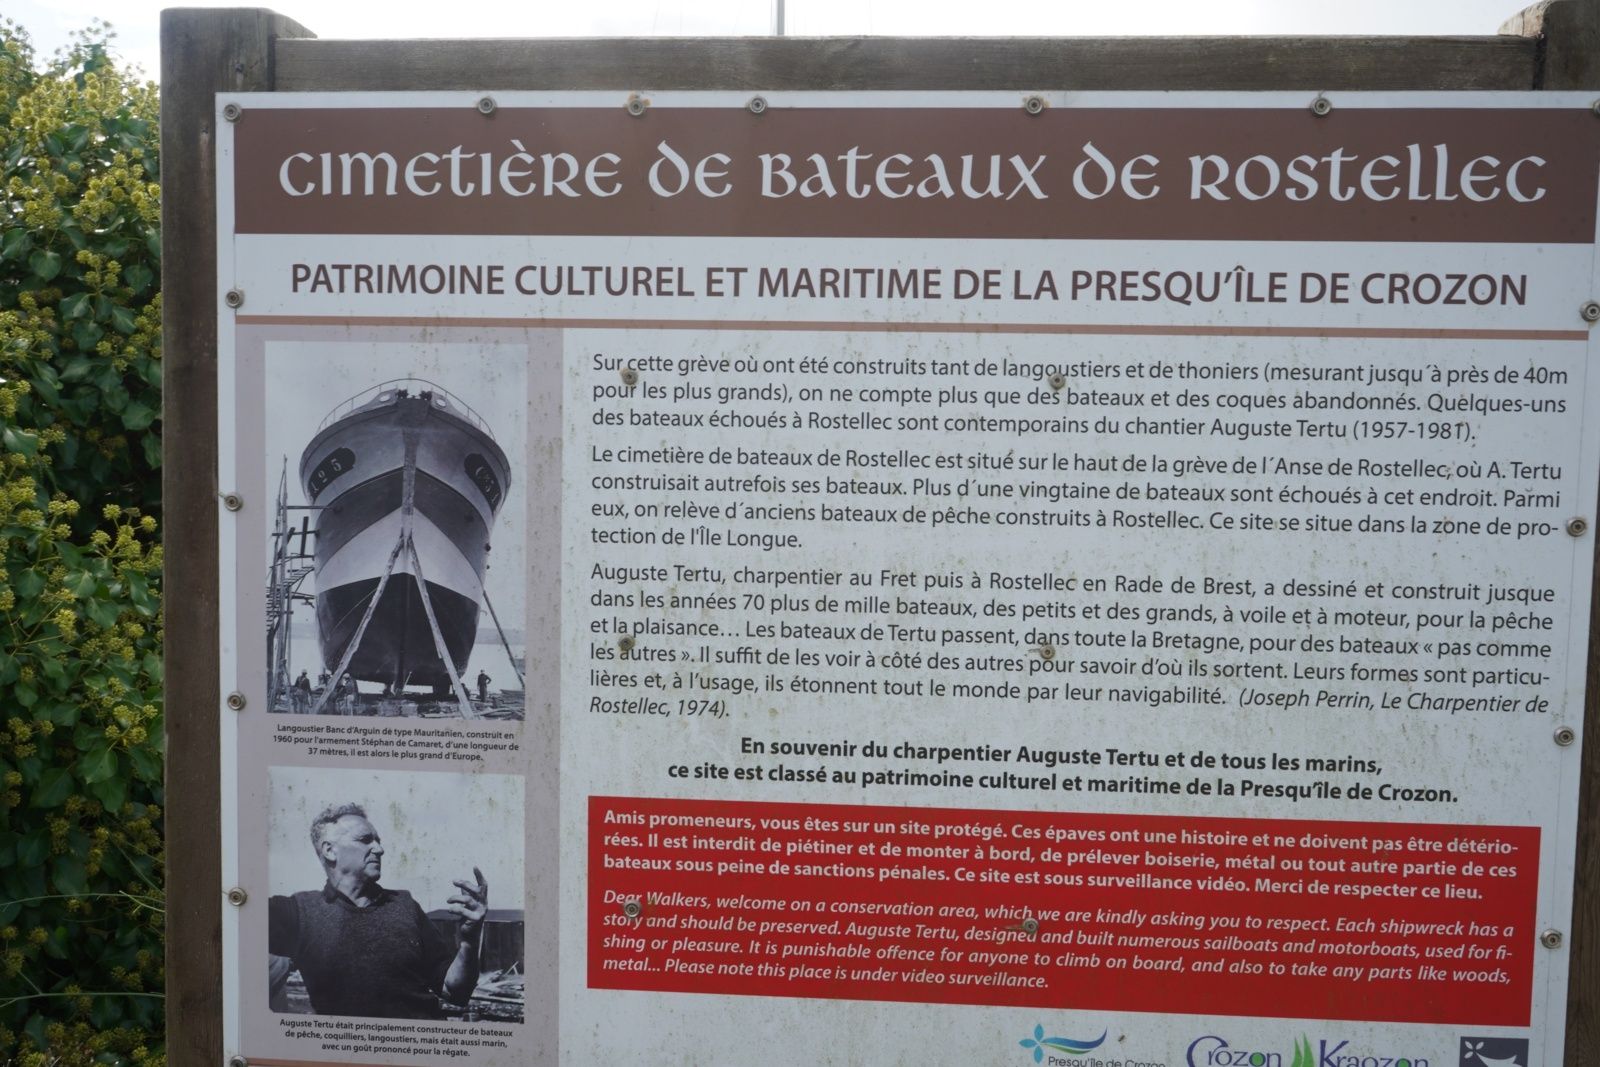 CIMETIÈRE DE BATEAUX DE ROSTELLEC
PATRIMOINE CULTUREL ET MARITIME DE LA PRESQU'ÎLE DE CROZON
Sur cette grève où ont été construits tant de langoustiers et de thoniers (mesurant jusqu´à près de 40m
pour les plus grands), on ne compte plus que des bateaux et des coques abandonnés. Quelques-uns
des bateaux échoués à Rostellec sont contemporains du chantier Auguste Tertu (1957-1981).
Le cimetière de bateaux de Rostellec est situé sur le haut de la grève de l´Anse de Rostellec, où A. Tertu
construisait autrefois ses bateaux. Plus d´une vingtaine de bateaux sont échoués à cet endroit. Parmi
eux, on relève d´anciens bateaux de pêche construits à Rostellec. Ce site se situe dans la zone de pro-
tection de l'Île Longue.
Auguste Tertu, charpentier au Fret puis à Rostellec en Rade de Brest, a dessiné et construit jusque
dans les années 70 plus de mille bateaux, des petits et des grands, à voile et à moteur, pour la pêche
et la plaisance… Les bateaux de Tertu passent, dans toute la Bretagne, pour des bateaux « pas comme
les autres ». Il suffit de les voir à côté des autres pour savoir d'où ils sortent. Leurs formes sont particu-
lières et, à l'usage, ils étonnent tout le monde par leur navigabilité. (Joseph Perrin, Le Charpentier de
Rostellec, 1974).
En souvenir du charpentier Auguste Tertu et de tous les marins,
ce site est classé au patrimoine culturel et maritime de la Presqu'île de Crozon.
Amis promeneurs, vous êtes sur un site protégé. Ces épaves ont une histoire et ne doivent pas être détério-
rées. Il est interdit de piétiner et de monter à bord, de prélever boiserie, métal ou tout autre partie de ces
bateaux sous peine de sanctions pénales. Ce site est sous surveillance vidéo. Merci de respecter ce lieu.
Dear Walkers, welcome on a conservation area, which we are kindly asking you to respect. Each shipwreck has a
story and should be preserved. Auguste Tertu, designed and built numerous sailboats and motorboats, used for fi-
shing or pleasure. It is punishable offence for anyone to climb on board, and also to take any parts like woods,
metal... Please note this place is under video surveillance.
Langoustier Banc d'Arguin de type Mauritanien, construit en
1960 pour l'armement Stéphan de Camaret, d'une longueur de
37 mètres, il est alors le plus grand d'Europe.
Auguste Tertu était principalement constructeur de bateaux
de pêche, coquilliers, langoustiers, mais était aussi marin,
avec un goût prononcé pour la régate.
Presqu'île de Crozon
Crozon Kraozon